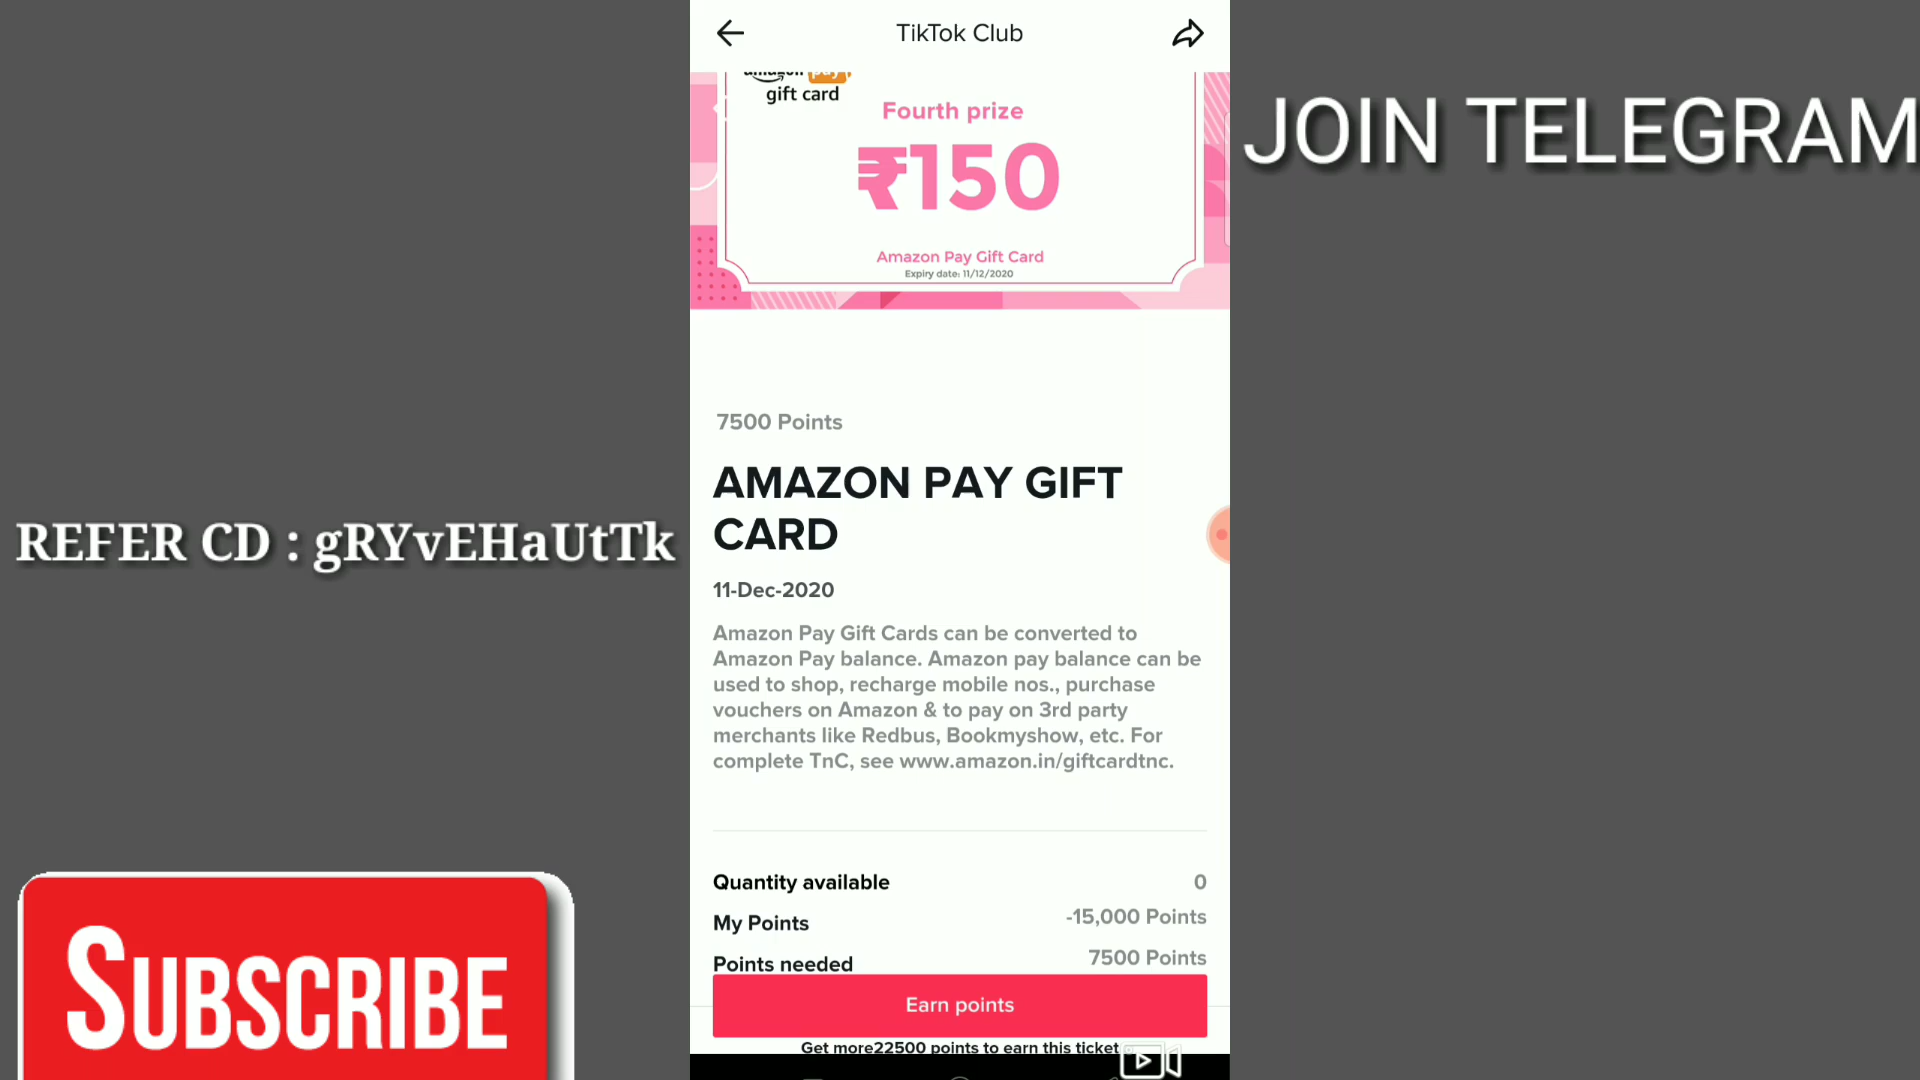 TikTok Club
amazon pay
gift card
Fourth prize
₹150
Amazon Pay Gift Card
Expiry date: 11/12/2020
JOIN TELEGRAM
REFER CD : gRYvEHaUtTk
7500 Points
AMAZON PAY GIFT
CARD
11-Dec-2020
Amazon Pay Gift Cards can be converted to
Amazon Pay balance. Amazon pay balance can be
used to shop, recharge mobile nos., purchase
vouchers on Amazon & to pay on 3rd party
merchants like Redbus, Bookmyshow, etc. For
complete TnC, see www.amazon.in/giftcardtnc.
Quantity available 0
My Points -15,000 Points
Points needed 7500 Points
Earn points
Get more22500 points to earn this ticket
SUBSCRIBE